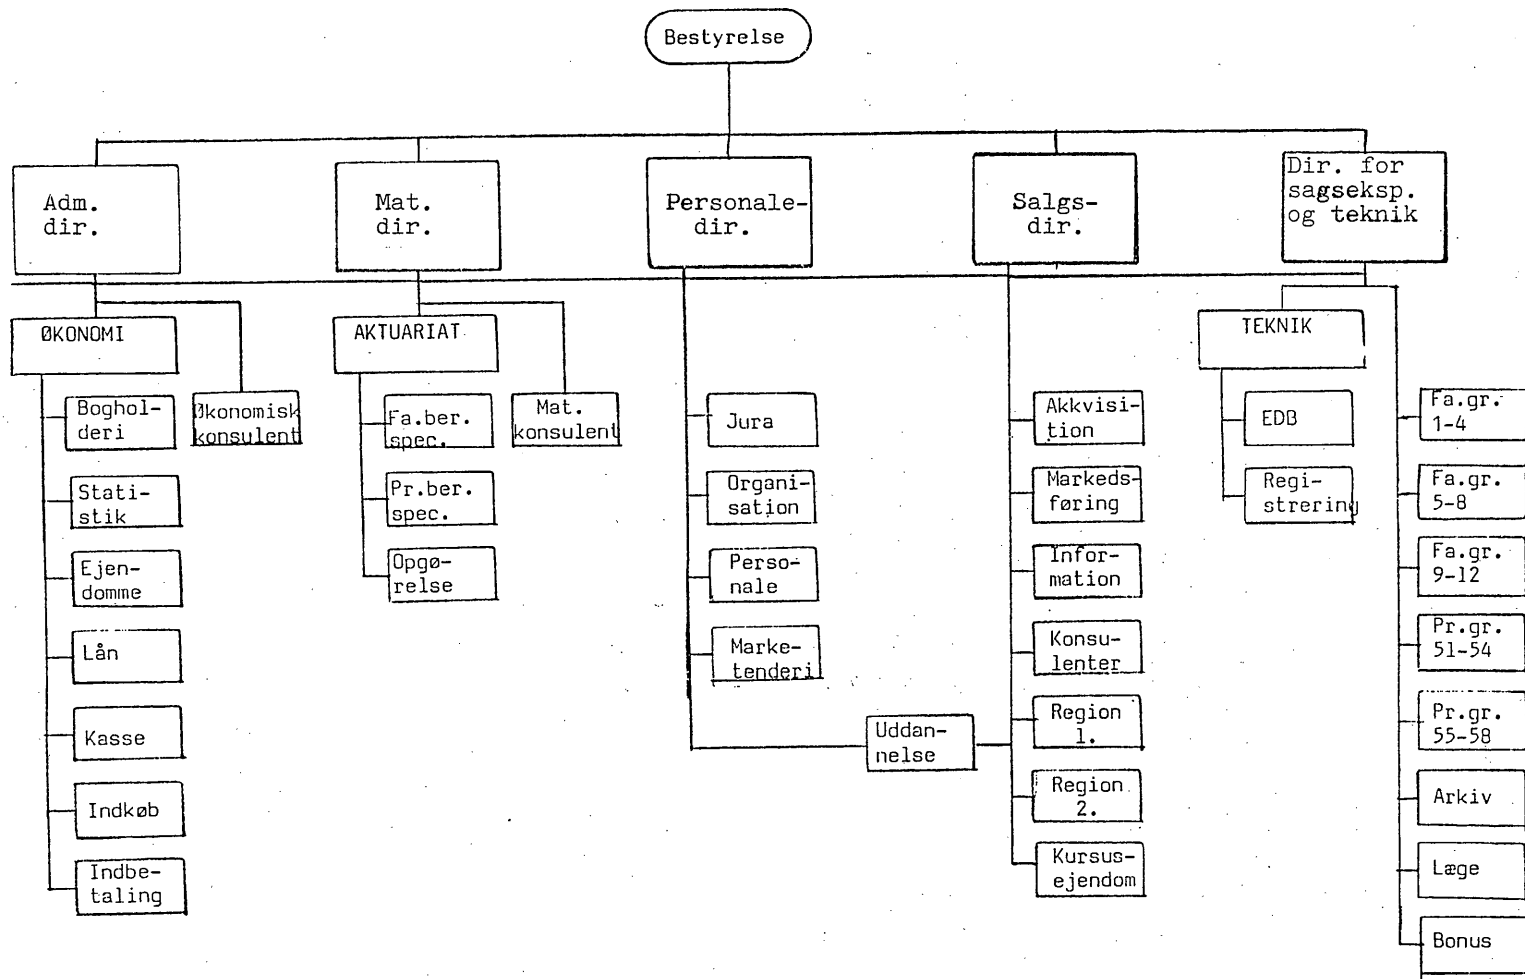 Bestyrelse
Adm.
dir.
Mat.
dir.
Personale-
dir.
Salgs-
dir.
Dir. for
sagseksp.
og teknik
ØKONOMI
Boghol-
deri
Økonomisk
konsulent
Stati-
stik
Ejen-
domme
Lån
Kasse
Indkøb
Indbe-
taling
AKTUARIAT
Fa.ber.
spec.
Mat.
konsulent
Pr.ber.
spec.
Opgø-
relse
Jura
Organi-
sation
Perso-
nale
Marke-
tenderi
Uddan-
nelse
Akkvisi-
tion
Markeds-
føring
Infor-
mation
Konsu-
lenter
Region
1.
Region
2.
Kursus-
ejendom
TEKNIK
EDB
Regi-
strering
Fa.gr.
1-4
Fa.gr.
5-8
Fa.gr.
9-12
Pr.gr.
51-54
Pr.gr.
55-58
Arkiv
Læge
Bonus